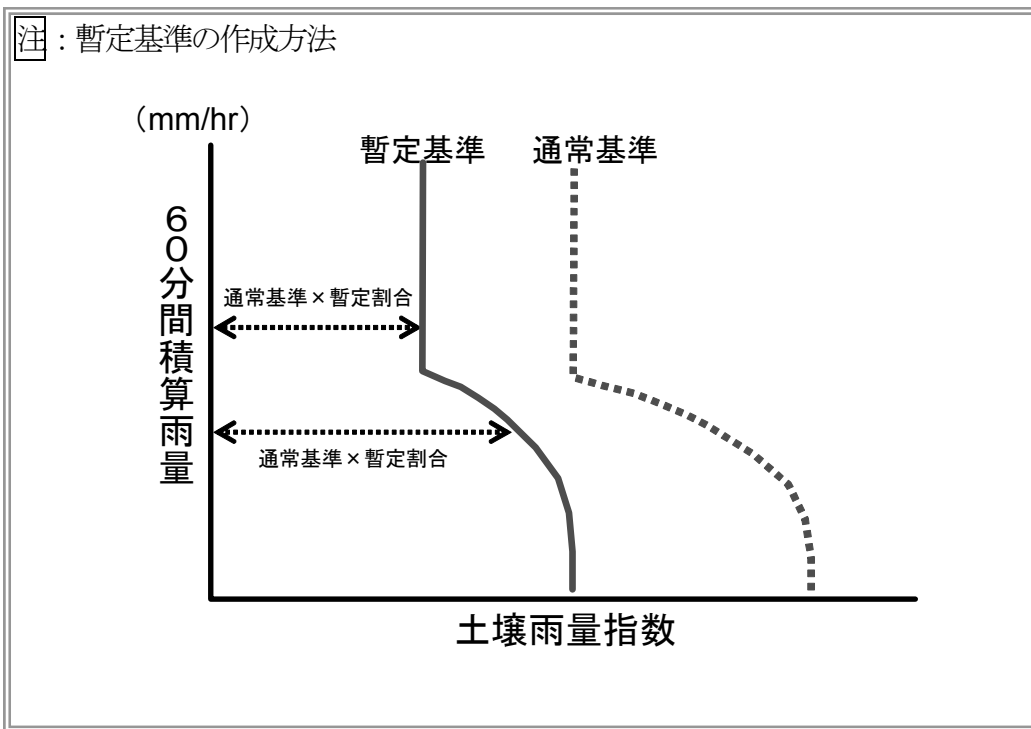 注：暫定基準の作成方法
（mm/hr）
暫定基準
通常基準
６０分間積算雨量
通常基準×暫定割合
通常基準×暫定割合
土壌雨量指数